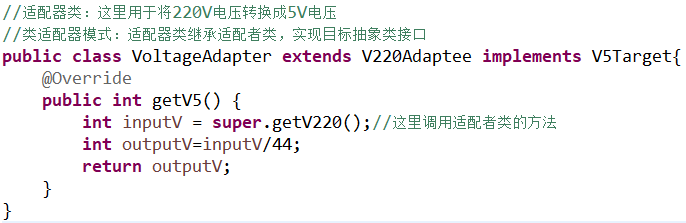 //适配器类：这里用于将220V电压转换成5V电压
//类适配器模式：适配器类继承适配者类，实现目标抽象类接口
public class VoltageAdapter extends V220Adaptee implements V5Target{
    @Override
    public int getV5() {
        int inputV = super.getV220();//这里调用适配者类的方法
        int outputV=inputV/44;
        return outputV;
    }
}